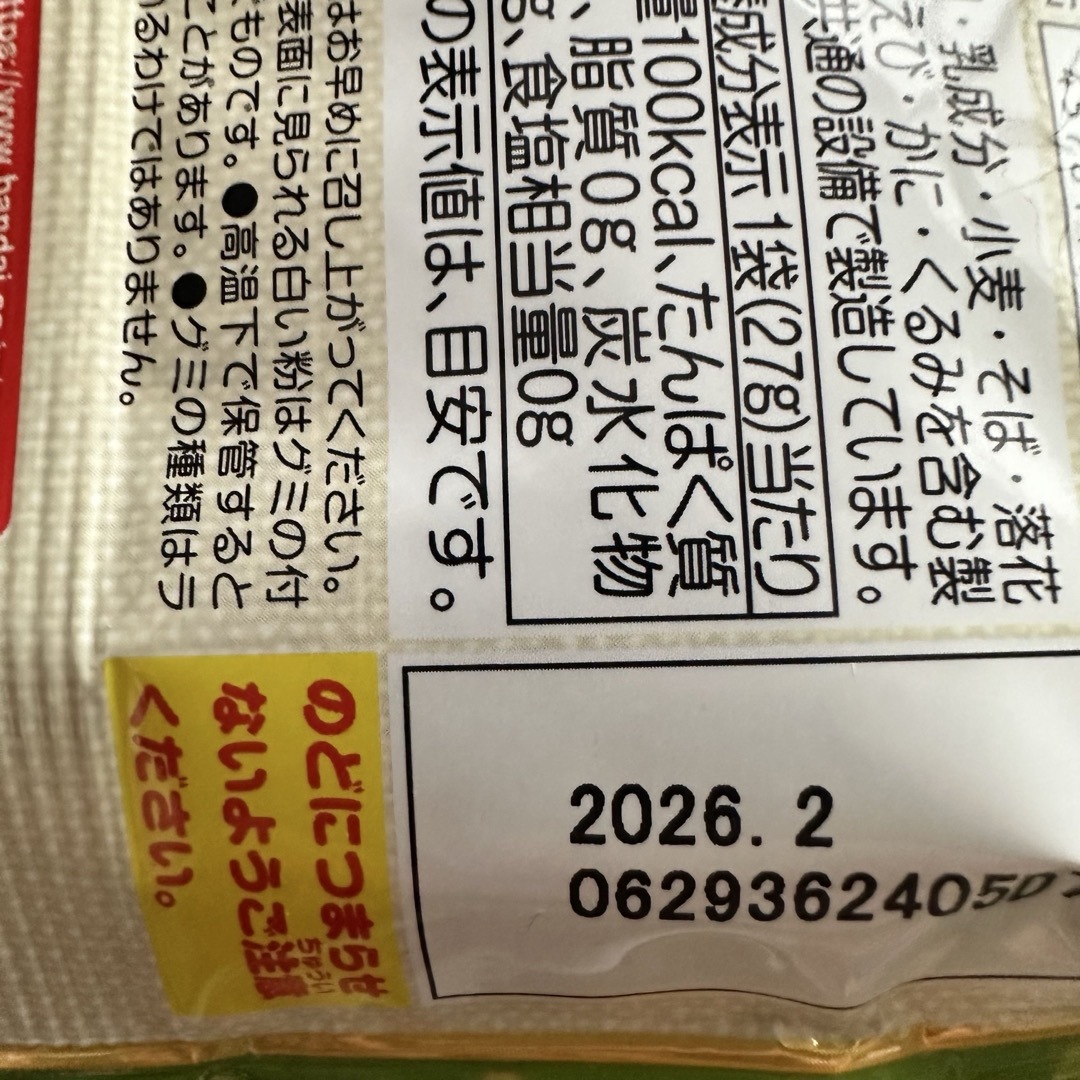 ・乳成分・小麦・そば・落花
えび・かに・くるみを含む製
共通の設備で製造しています。
成分表示 1袋(27g)当たり
量100kcal、たんぱく質
、脂質0g、炭水化物
g、食塩相当量0g
の表示値は、目安です。
はお早めに召し上がってください。
表面に見られる白い粉はグミの付
ものです。●高温下で保管すると
ことがあります。●グミの種類はラ
るわけではありません。
のどにつまらせ
ないようご注意
ちゅうい
ください。
2026. 2
06293624050